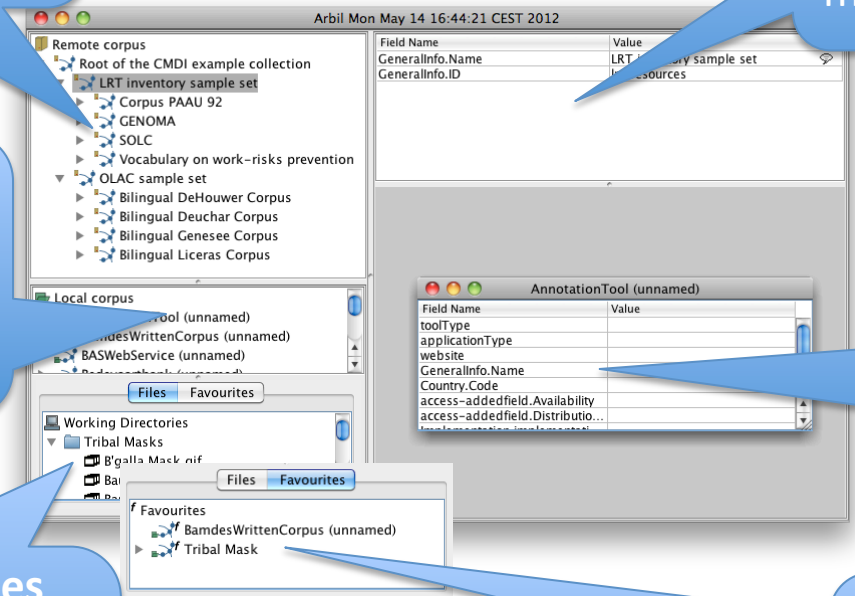 Arbil Mon May 14 16:44:21 CEST 2012
Remote corpus
Root of the CMDI example collection
LRT inventory sample set
Corpus PAAU 92
GENOMA
SOLC
Vocabulary on work-risks prevention
OLAC sample set
Bilingual DeHouwer Corpus
Bilingual Deuchar Corpus
Bilingual Genesee Corpus
Bilingual Liceras Corpus
Field Name Value
GeneralInfo.Name LRT sample set
GeneralInfo.ID
Local corpus
(unnamed)
(unnamed)
BASWebService (unnamed)
Files Favourites
Working Directories
Tribal Masks
B'galla Mask.gif
AnnotationTool (unnamed)
Field Name Value
toolType
applicationType
website
GeneralInfo.Name
Country.Code
access-addedfield.Availability
access-addedfield.Distributio...
Files Favourites
Favourites
BamdesWrittenCorpus (unnamed)
Tribal Mask